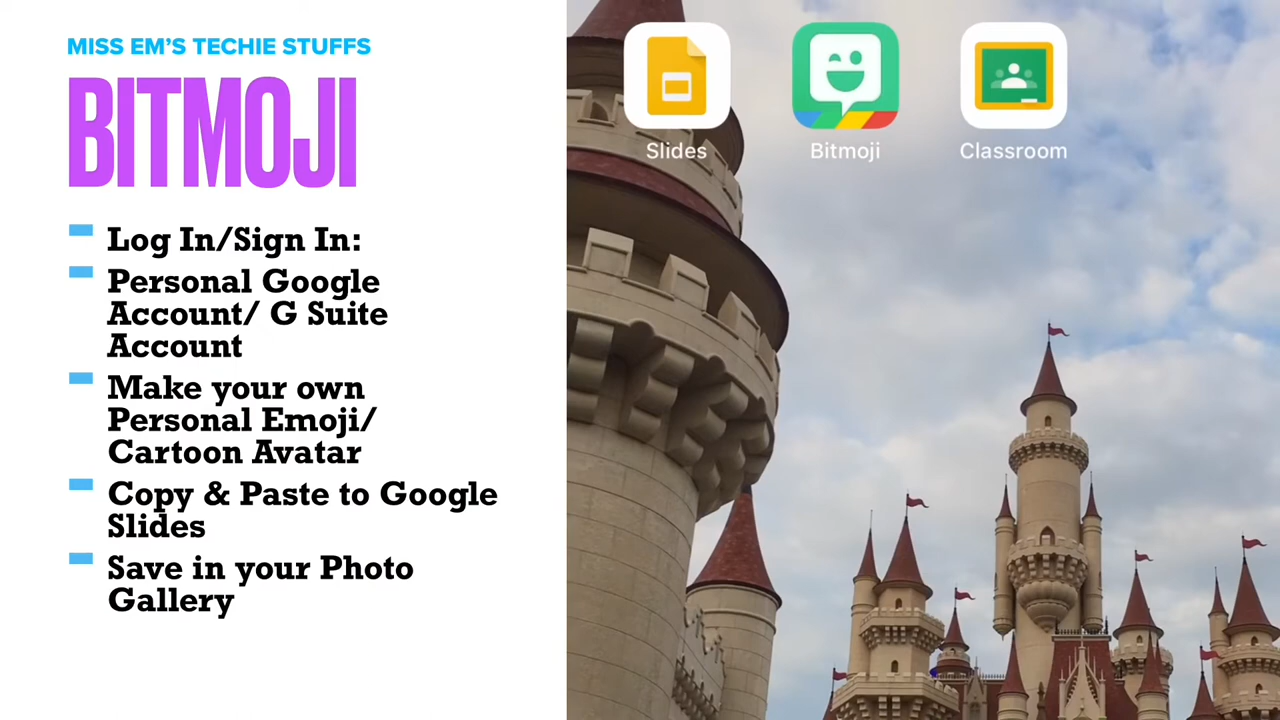 MISS EM'S TECHIE STUFFS
BITMOJI
Log In/Sign In:
Personal Google
Account/ G Suite
Account
Make your own
Personal Emoji/
Cartoon Avatar
Copy & Paste to Google
Slides
Save in your Photo
Gallery
Slides
Bitmoji
Classroom